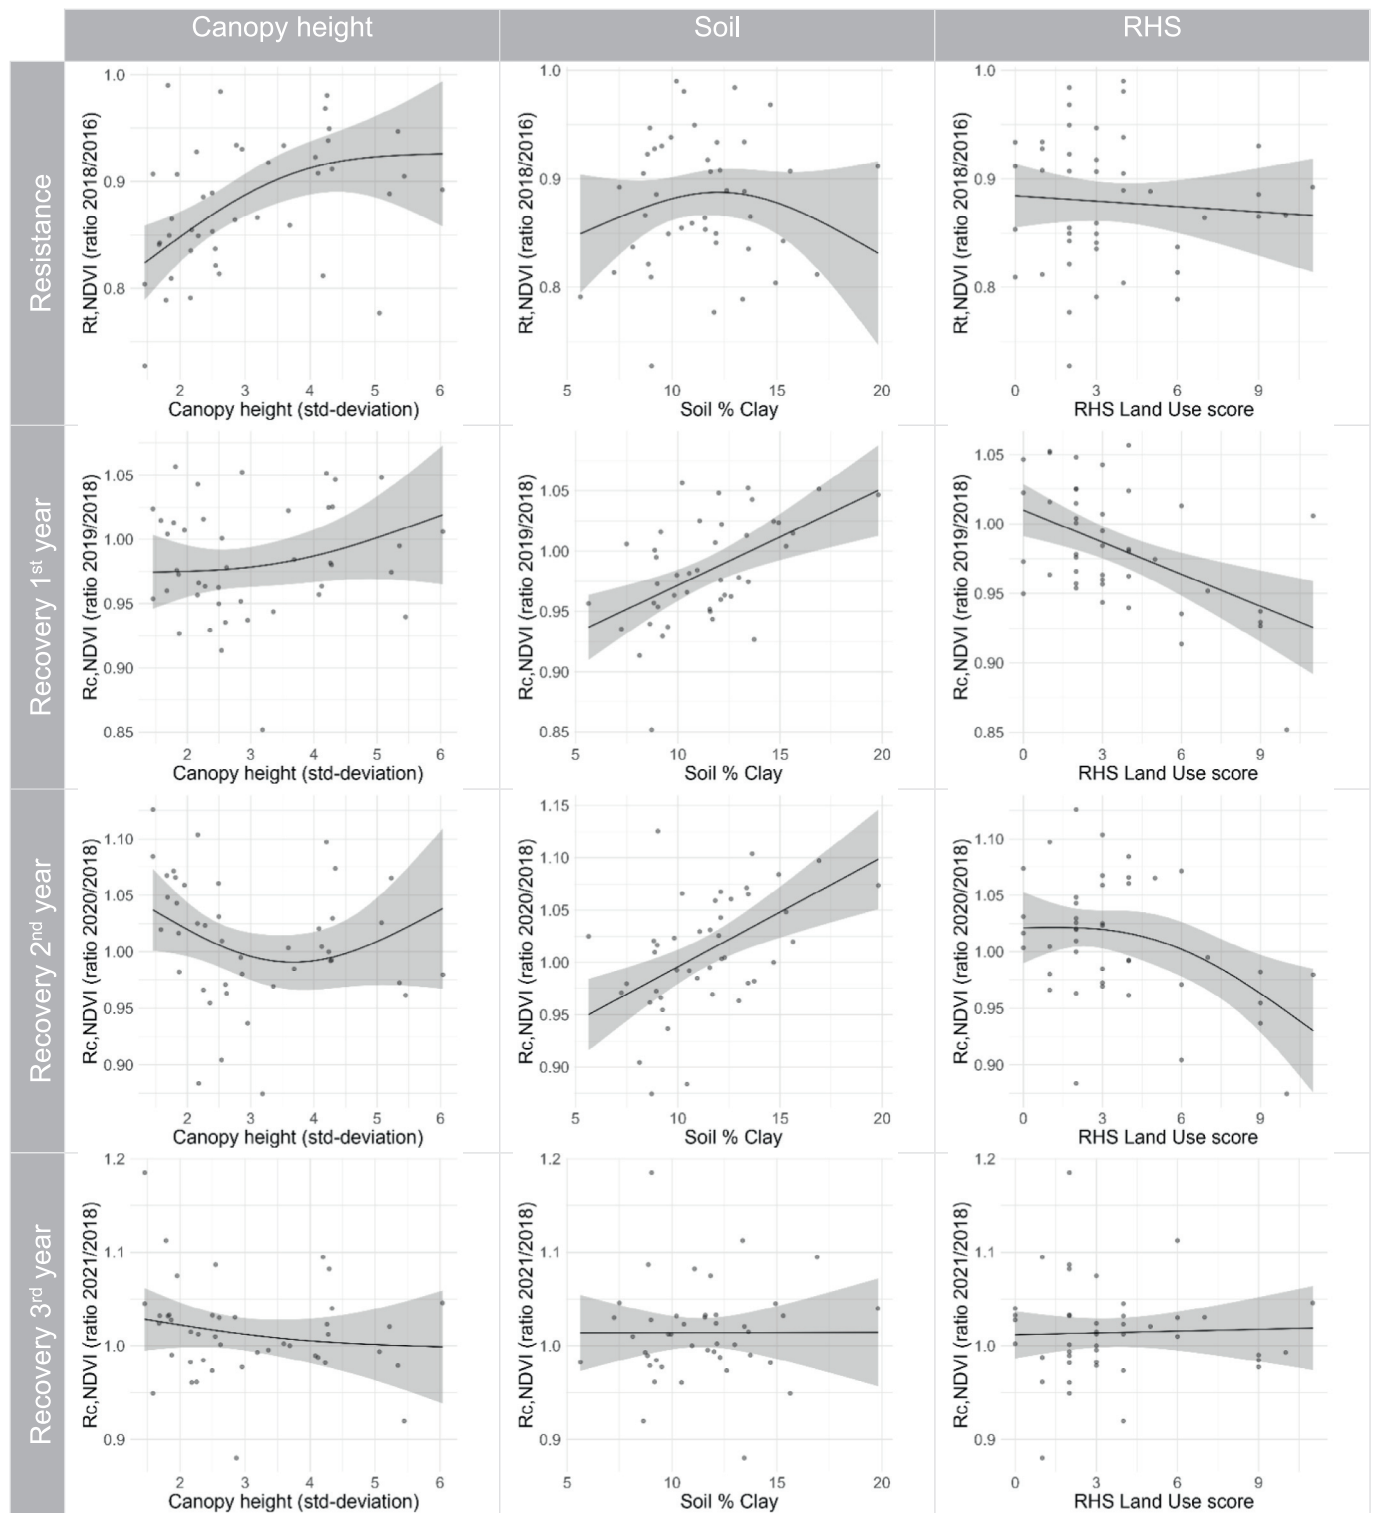 Canopy height
Soil
RHS
Resistance
Rt,NDVI (ratio 2018/2016)
1.0
0.9
0.8
2 3 4 5 6
Canopy height (std-deviation)
Rt,NDVI (ratio 2018/2016)
1.0
0.9
0.8
5 10 15 20
Soil % Clay
Rt,NDVI (ratio 2018/2016)
1.0
0.9
0.8
0 3 6 9
RHS Land Use score
Recovery 1st year
Rc,NDVI (ratio 2019/2018)
1.05
1.00
0.95
0.90
0.85
2 3 4 5 6
Canopy height (std-deviation)
Rc,NDVI (ratio 2019/2018)
1.05
1.00
0.95
0.90
0.85
5 10 15 20
Soil % Clay
Rc,NDVI (ratio 2019/2018)
1.05
1.00
0.95
0.90
0.85
0 3 6 9
RHS Land Use score
Recovery 2nd year
Rc,NDVI (ratio 2020/2018)
1.10
1.05
1.00
0.95
0.90
2 3 4 5 6
Canopy height (std-deviation)
Rc,NDVI (ratio 2020/2018)
1.15
1.10
1.05
1.00
0.95
0.90
5 10 15 20
Soil % Clay
Rc,NDVI (ratio 2020/2018)
1.10
1.05
1.00
0.95
0.90
0 3 6 9
RHS Land Use score
Recovery 3rd year
Rc,NDVI (ratio 2021/2018)
1.2
1.1
1.0
0.9
2 3 4 5 6
Canopy height (std-deviation)
Rc,NDVI (ratio 2021/2018)
1.2
1.1
1.0
0.9
5 10 15 20
Soil % Clay
Rc,NDVI (ratio 2021/2018)
1.2
1.1
1.0
0.9
0 3 6 9
RHS Land Use score